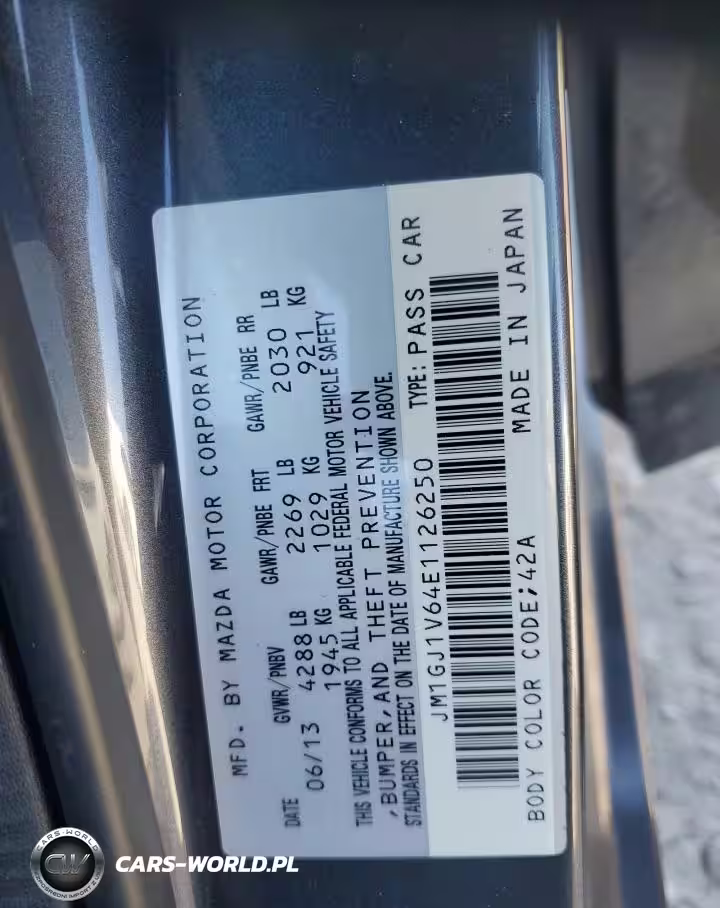 MFD. BY MAZDA MOTOR CORPORATION
DATE GVWR/PNBV GAWR/PNBE FRT GAWR/PNBE RR
06/13 4288 LB 2269 LB 2030 LB
1945 KG 1029 KG 921 KG
THIS VEHICLE CONFORMS TO ALL APPLICABLE FEDERAL MOTOR VEHICLE SAFETY
,BUMPER,AND THEFT PREVENTION
STANDARDS IN EFFECT ON THE DATE OF MANUFACTURE SHOWN ABOVE.
JM1GJ1V64E1126250 TYPE: PASS CAR
BODY COLOR CODE;42A MADE IN JAPAN
CARS-WORLD
CW
CARS-WORLD.PL